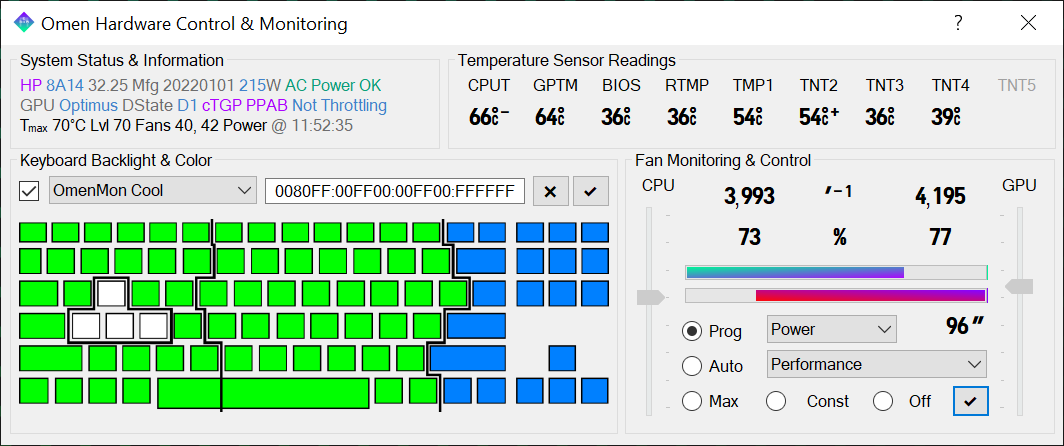 Omen Hardware Control & Monitoring ?
System Status & Information
HP 8A14 32.25 Mfg 20220101 215W AC Power OK
GPU Optimus DState D1 cTGP PPAB Not Throttling
Tmax 70°C Lvl 70 Fans 40, 42 Power @ 11:52:35
Temperature Sensor Readings
CPUT GPTM BIOS RTMP TMP1 TNT2 TNT3 TNT4 TNT5
66°C- 64°C 36°C 36°C 54°C 54°C+ 36°C 39°C
Keyboard Backlight & Color
OmenMon Cool 0080FF:00FF00:00FF00:FFFFFF
Fan Monitoring & Control
CPU 3,993 ′⁻¹ 4,195 GPU
73 % 77
Prog Power 96″
Auto Performance
Max Const Off